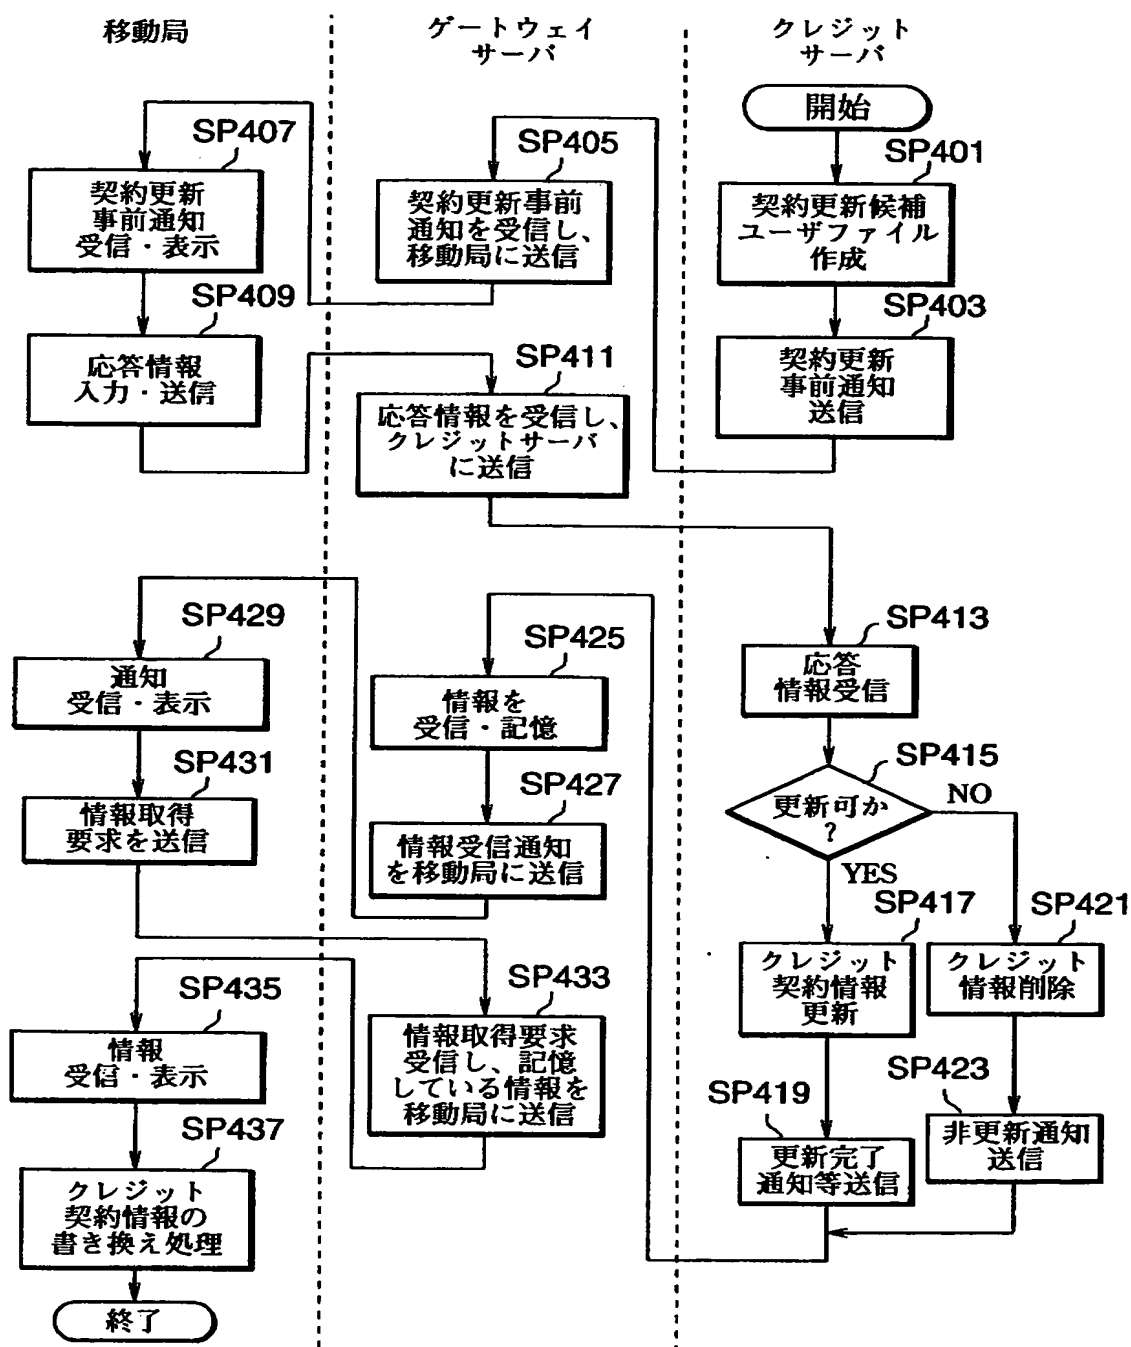 移動局
ゲートウェイ
サーバ
クレジット
サーバ
開始
SP401
契約更新候補
ユーザファイル
作成
SP403
契約更新
事前通知
送信
SP405
契約更新事前
通知を受信し、
移動局に送信
SP407
契約更新
事前通知
受信・表示
SP409
応答情報
入力・送信
SP411
応答情報を受信し、
クレジットサーバ
に送信
SP413
応答
情報受信
SP415
更新可か
?
NO
YES
SP417
クレジット
契約情報
更新
SP421
クレジット
情報削除
SP419
更新完了
通知等送信
SP423
非更新通知
送信
SP425
情報を
受信・記憶
SP427
情報受信通知
を移動局に送信
SP429
通知
受信・表示
SP431
情報取得
要求を送信
SP433
情報取得要求
受信し、記憶
している情報を
移動局に送信
SP435
情報
受信・表示
SP437
クレジット
契約情報の
書き換え処理
終了